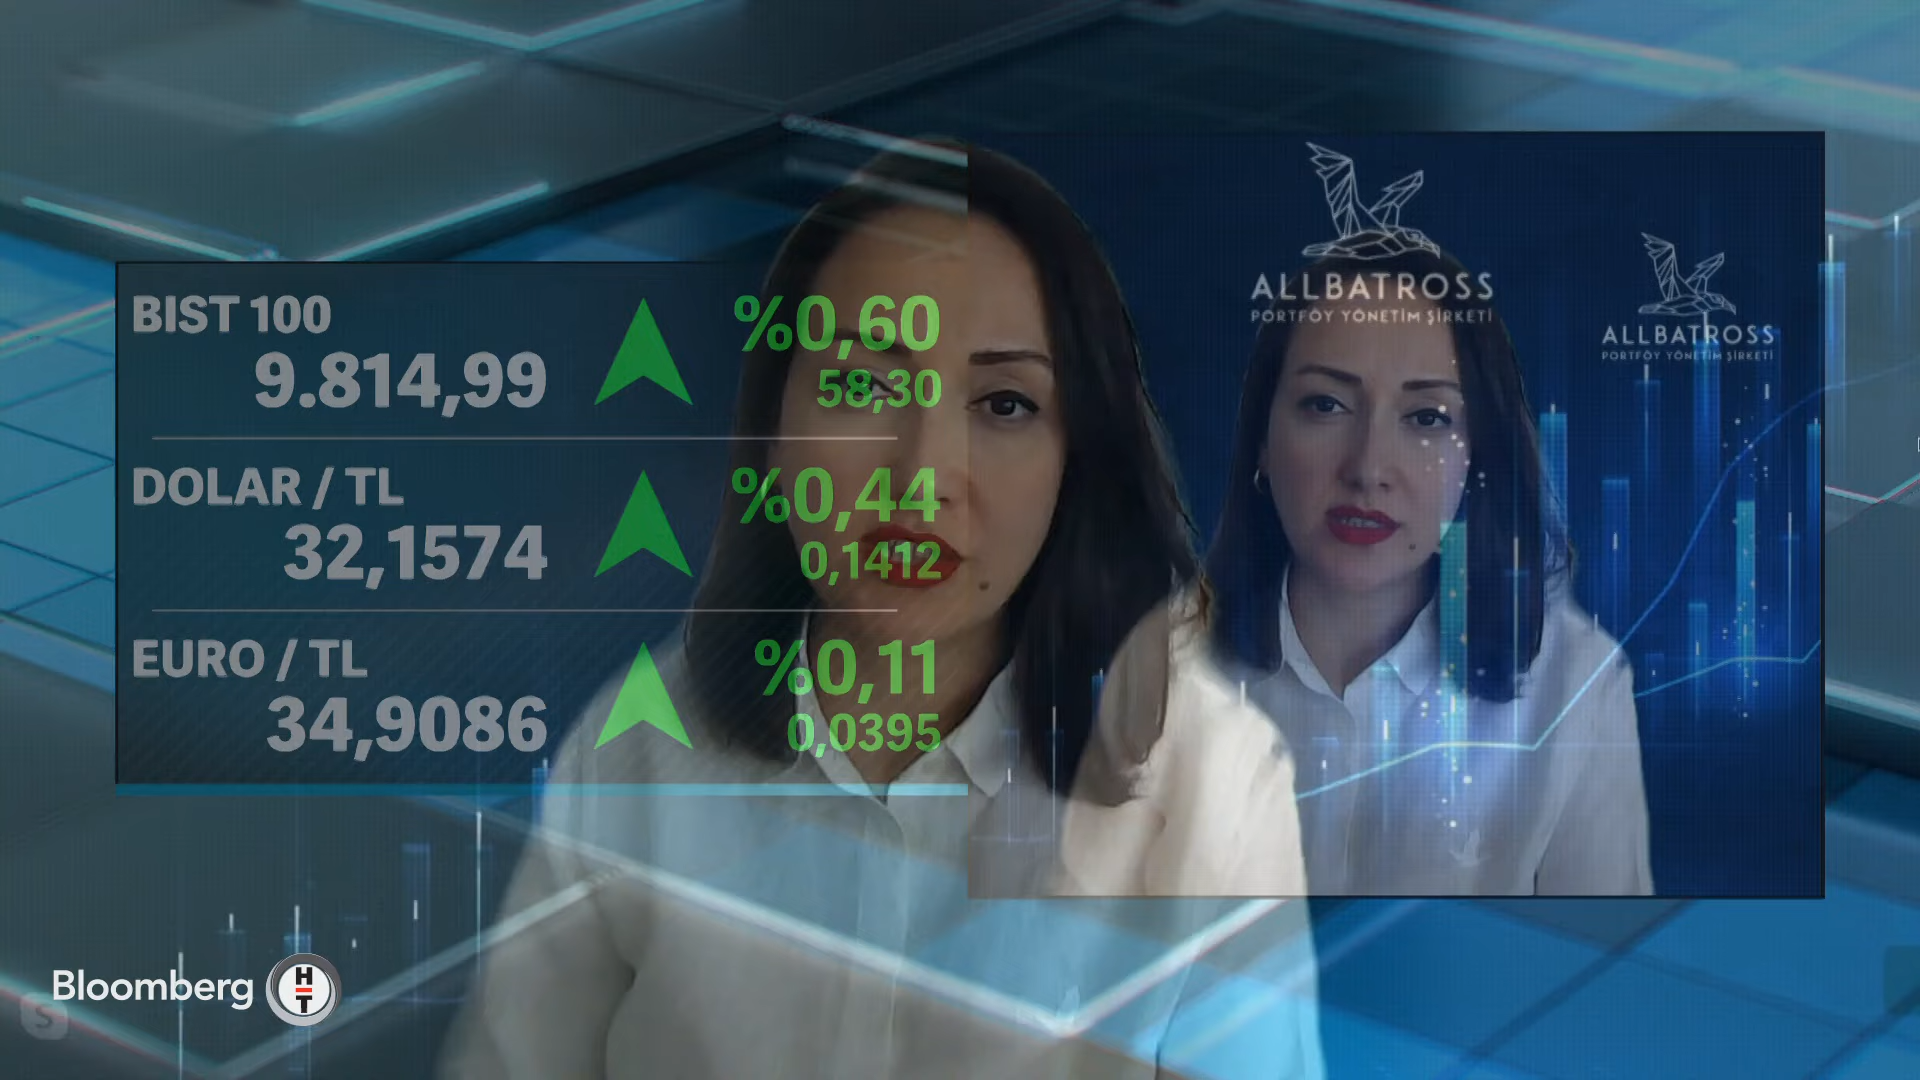 BIST 100
9.814,99
%0,60
58,30
DOLAR / TL
32,1574
%0,44
0,1412
EURO / TL
34,9086
%0,11
0,0395
ALLBATROSS
PORTFÖY YÖNETİM ŞİRKETİ
ALLBATROSS
PORTFÖY YÖNETİM ŞİRKETİ
Bloomberg HT
S